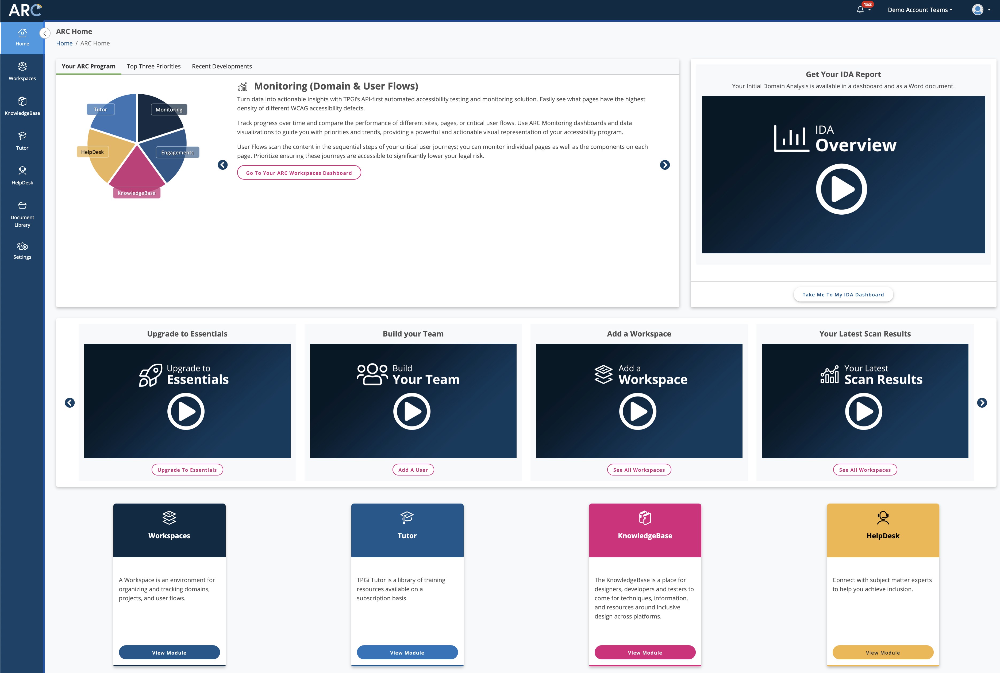 ARC
153
Demo Account Teams
Home
Workspaces
KnowledgeBase
Tutor
HelpDesk
Document
Library
Settings
ARC Home
Home / ARC Home
Your ARC Program
Top Three Priorities
Recent Developments
Tutor
Monitoring
HelpDesk
Engagements
KnowledgeBase
Monitoring (Domain & User Flows)
Turn data into actionable insights with TPGi’s API-first automated accessibility testing and monitoring solution. Easily see what pages have the highest
density of different WCAG accessibility defects.
Track progress over time and compare the performance of different sites, pages, or critical user flows. Use ARC Monitoring dashboards and data
visualizations to guide you with priorities and trends, providing a powerful and actionable visual representation of your accessibility program.
User Flows scan the content in the sequential steps of your critical user journeys; you can monitor individual pages as well as the components on each
page. Prioritize ensuring these journeys are accessible to significantly lower your legal risk.
Go To Your ARC Workspaces Dashboard
Get Your IDA Report
Your Initial Domain Analysis is available in a dashboard and as a Word document.
IDA
Overview
Take Me To My IDA Dashboard
Upgrade to Essentials
Upgrade to
Essentials
Upgrade To Essentials
Build your Team
Build
Your Team
Add A User
Add a Workspace
Add a
Workspace
See All Workspaces
Your Latest Scan Results
Your Latest
Scan Results
See All Workspaces
Workspaces
A Workspace is an environment for
organizing and tracking domains,
projects, and user flows.
View Module
Tutor
TPGi Tutor is a library of training
resources available on a
subscription basis.
View Module
KnowledgeBase
The KnowledgeBase is a place for
designers, developers and testers to
come for techniques, information,
and resources around inclusive
design across platforms.
View Module
HelpDesk
Connect with subject matter experts
to help you achieve inclusion.
View Module